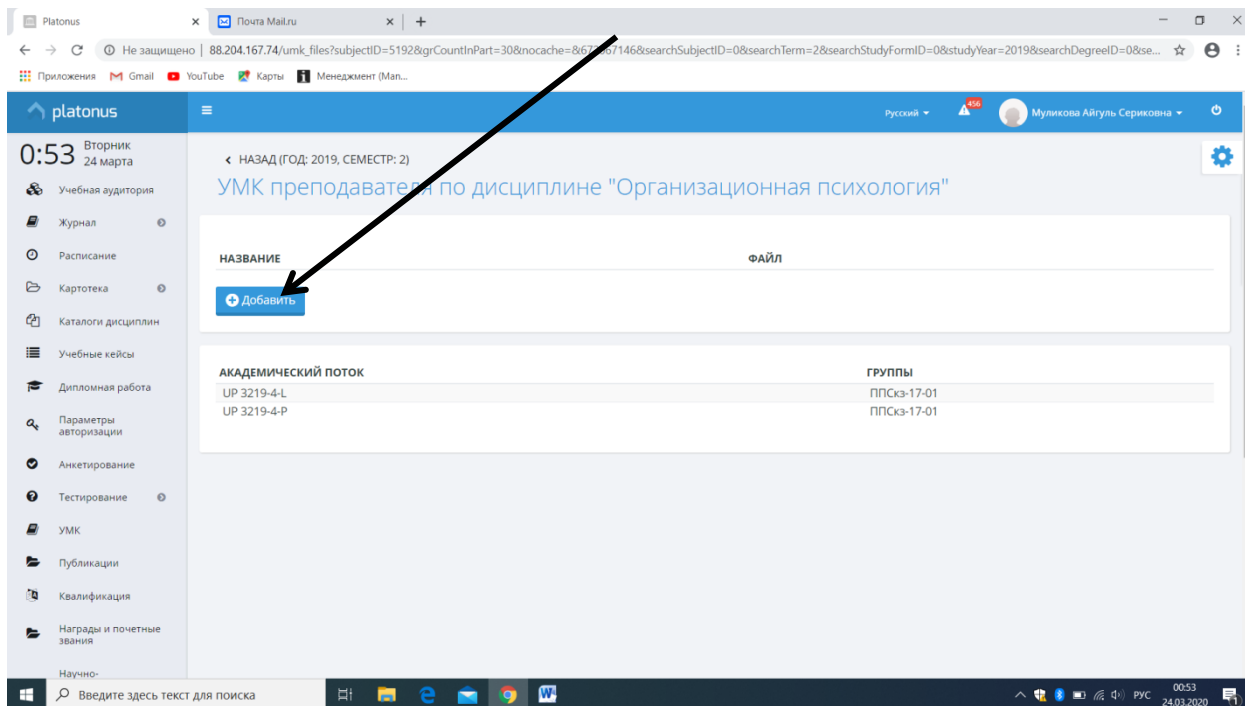 Platonus
Почта Mail.ru
Не защищено | 88.204.167.74/umk_files?subjectID=5192&grCountInPart=30&nocache=&67 67146&searchSubjectID=0&searchTerm=2&searchStudyFormID=0&studyYear=2019&searchDegreeID=0&se...
Приложения Gmail YouTube Карты Менеджмент (Man...
platonus
Русский 456 Муликова Айгуль Сериковна
0:53 Вторник
24 марта
НАЗАД (ГОД: 2019, СЕМЕСТР: 2)
УМК преподавателя по дисциплине "Организационная психология"
НАЗВАНИЕ ФАЙЛ
Добавить
АКАДЕМИЧЕСКИЙ ПОТОК ГРУППЫ
UP 3219-4-L ППСкз-17-01
UP 3219-4-P ППСкз-17-01
Учебная аудитория
Журнал
Расписание
Картотека
Каталоги дисциплин
Учебные кейсы
Дипломная работа
Параметры
авторизации
Анкетирование
Тестирование
УМК
Публикации
Квалификация
Награды и почетные
звания
Научно-
Введите здесь текст для поиска
РУС
00:53
24.03.2020